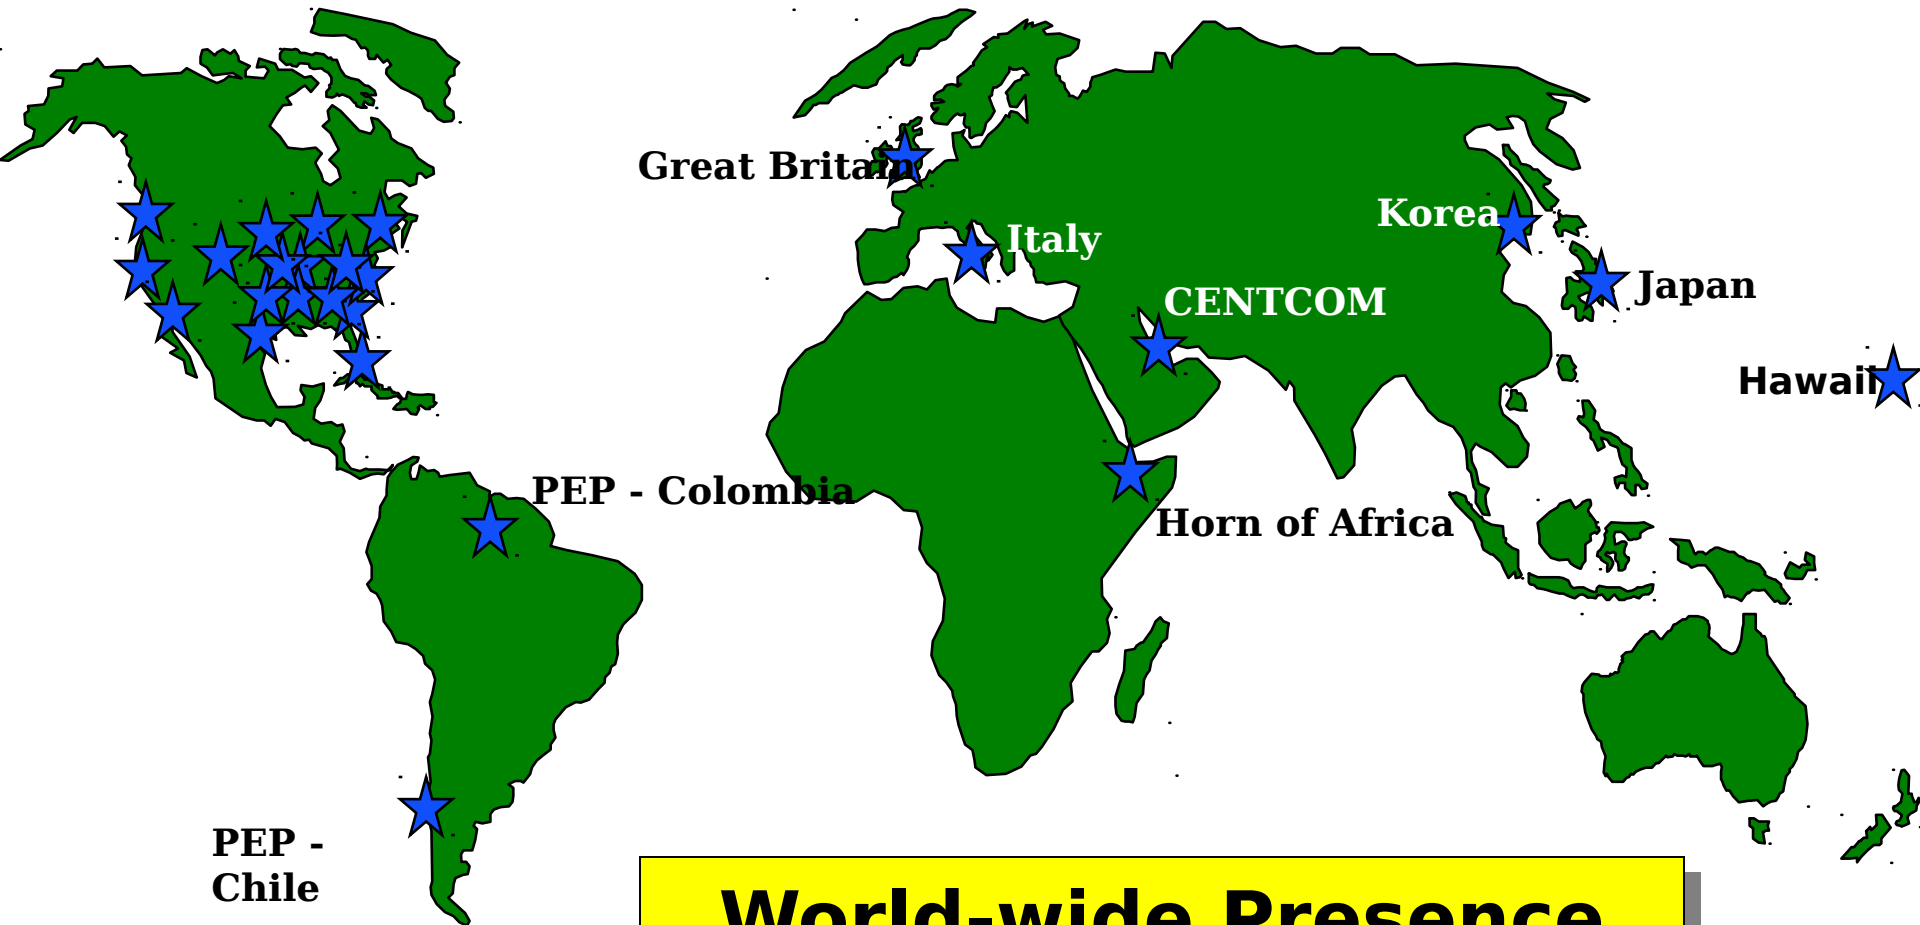 Great Britain
Korea
Italy
Japan
CENTCOM
Hawaii
PEP - Colombia
Horn of Africa
PEP -
Chile
World-wide Presence